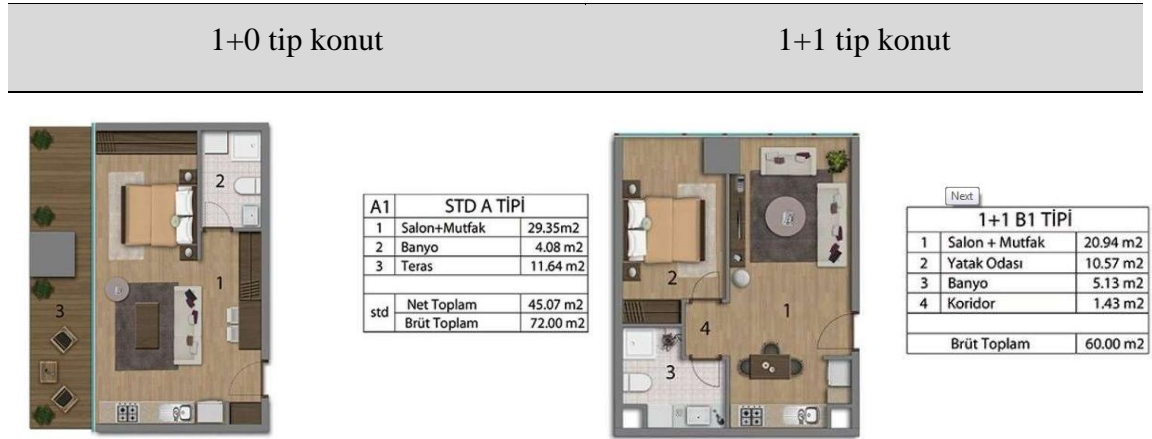 1+0 tip konut
1+1 tip konut
2
1
3
A1 STD A TİPİ
1 Salon+Mutfak 29.35m2
2 Banyo 4.08 m2
3 Teras 11.64 m2
std Net Toplam 45.07 m2
Brüt Toplam 72.00 m2
2
1
4
3
Next
1+1 B1 TİPİ
1 Salon + Mutfak 20.94 m2
2 Yatak Odası 10.57 m2
3 Banyo 5.13 m2
4 Koridor 1.43 m2
Brüt Toplam 60.00 m2